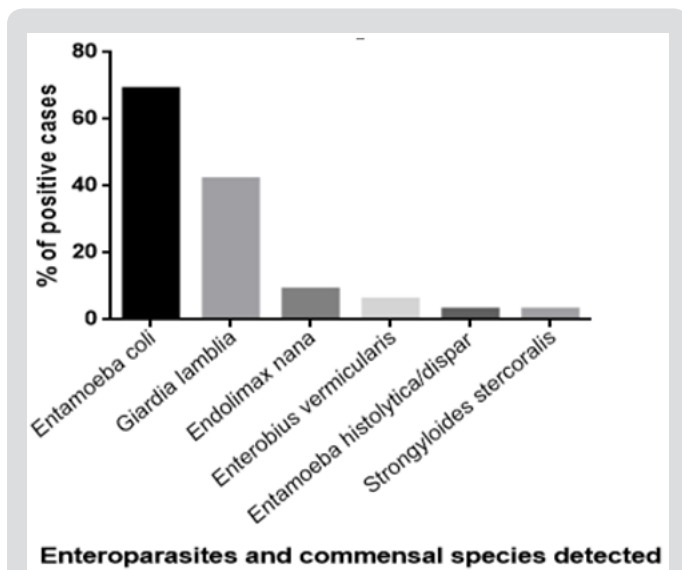 % of positive cases
80
60
40
20
0
Entamoeba coli
Giardia lamblia
Endolimax nana
Enterobius vermicularis
Entamoeba histolytica/dispar
Strongyloides stercoralis
Enteroparasites and commensal species detected